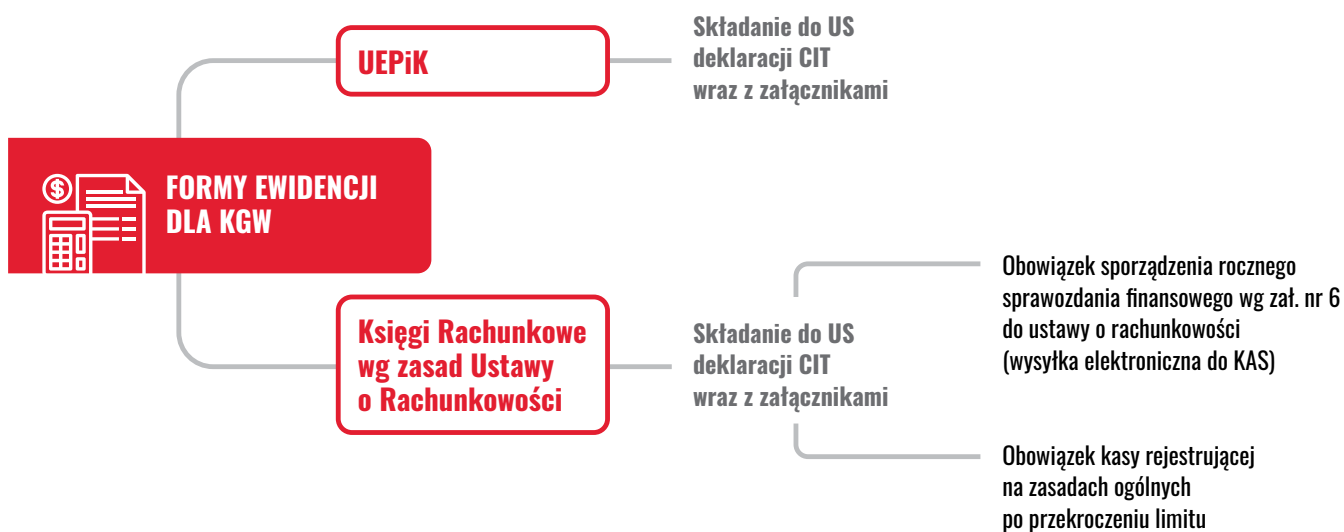 UEPiK
Składanie do US
deklaracji CIT
wraz z załącznikami
FORMY EWIDENCJI
DLA KGW
Księgi Rachunkowe
wg zasad Ustawy
o Rachunkowości
Składanie do US
deklaracji CIT
wraz z załącznikami
Obowiązek sporządzenia rocznego
sprawozdania finansowego wg zał. nr 6
do ustawy o rachunkowości
(wysyłka elektroniczna do KAS)
Obowiązek kasy rejestrującej
na zasadach ogólnych
po przekroczeniu limitu